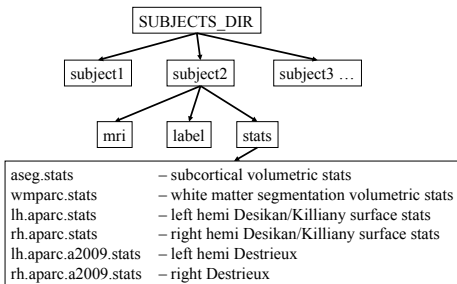 SUBJECTS_DIR
subject1 subject2 subject3 …
mri label stats
aseg.stats – subcortical volumetric stats
wmparc.stats – white matter segmentation volumetric stats
lh.aparc.stats – left hemi Desikan/Killiany surface stats
rh.aparc.stats – right hemi Desikan/Killiany surface stats
lh.aparc.a2009.stats – left hemi Destrieux
rh.aparc.a2009.stats – right Destrieux